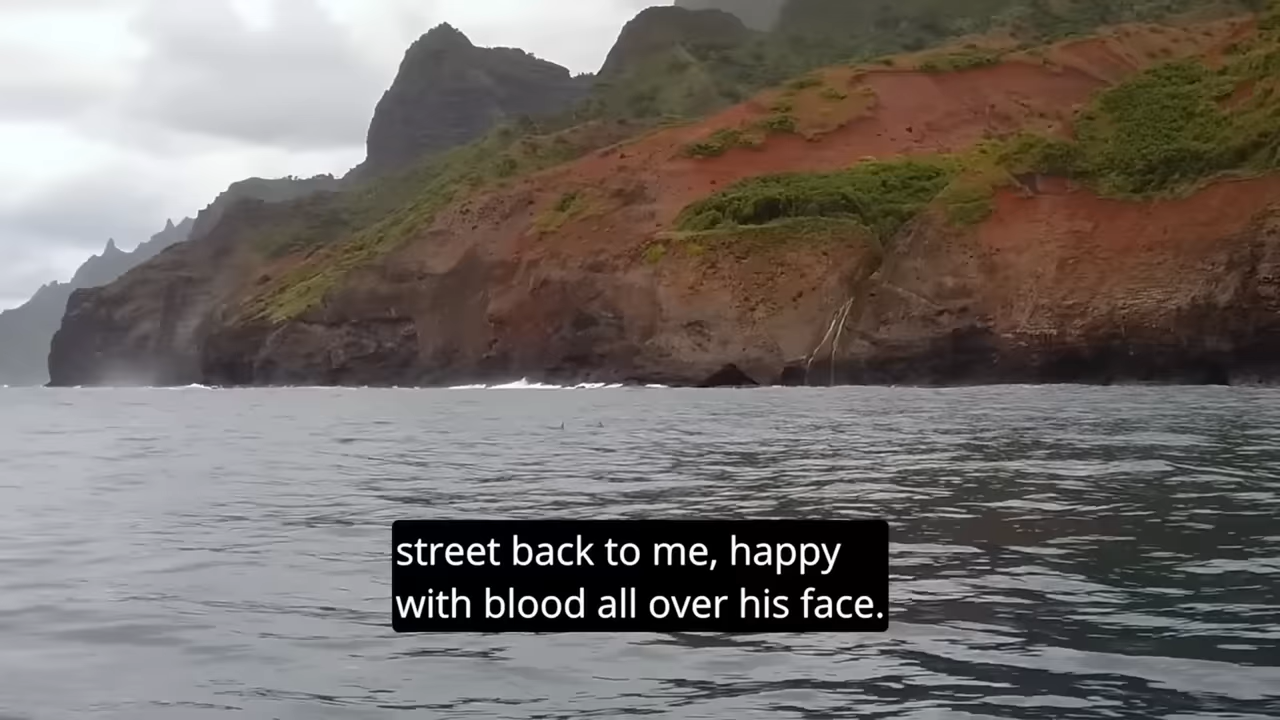 street back to me, happy
with blood all over his face.